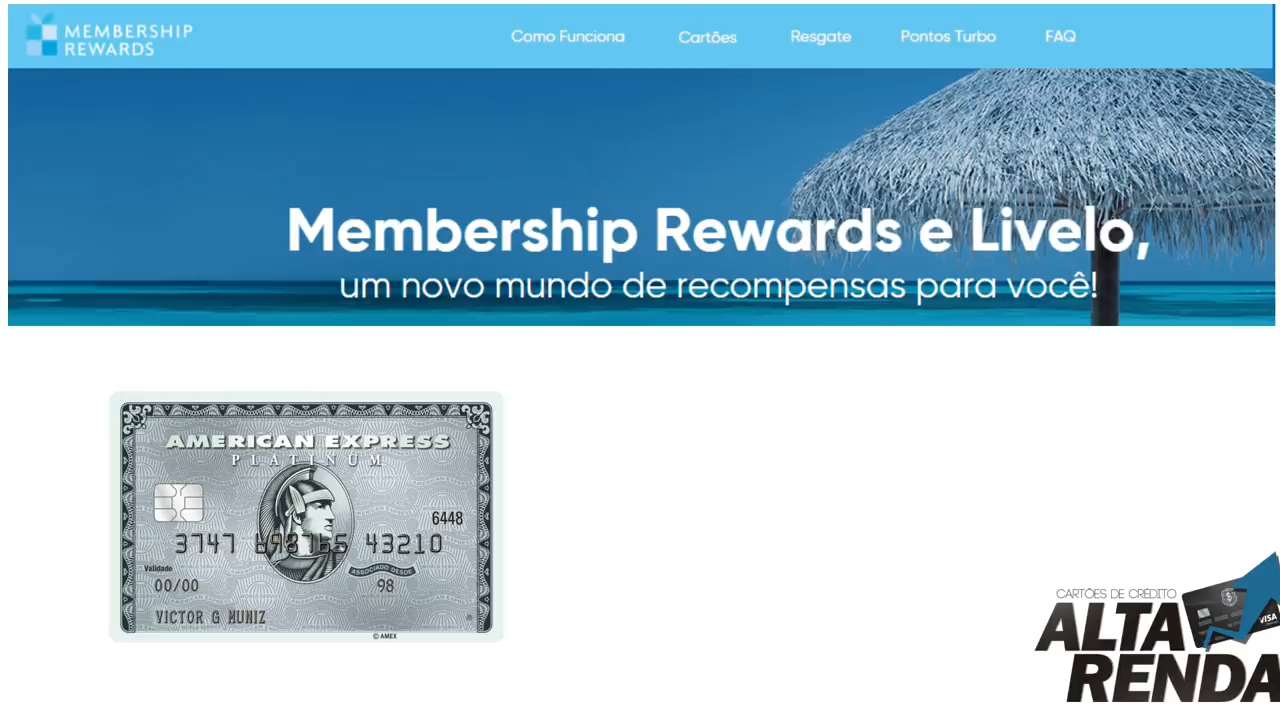 MEMBERSHIP
REWARDS
Como Funciona Cartões Resgate Pontos Turbo FAQ
Membership Rewards e Livelo,
um novo mundo de recompensas para você!
AMERICAN EXPRESS
PLATINUM
6448
3747 698765 43210
Validade
ASSOCIADO DESDE
00/00 98
VICTOR G MUNIZ
© AMEX
CARTÕES DE CRÉDITO
ALTA
RENDA
VISA